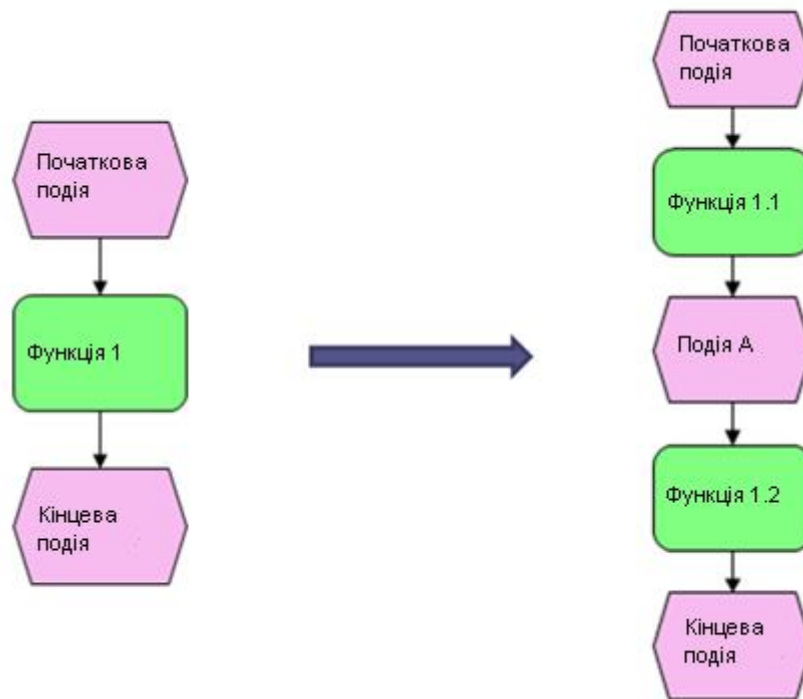 Початкова
подія
Функція 1
Кінцева
подія
Початкова
подія
Функція 1.1
Подія А
Функція 1.2
Кінцева
подія